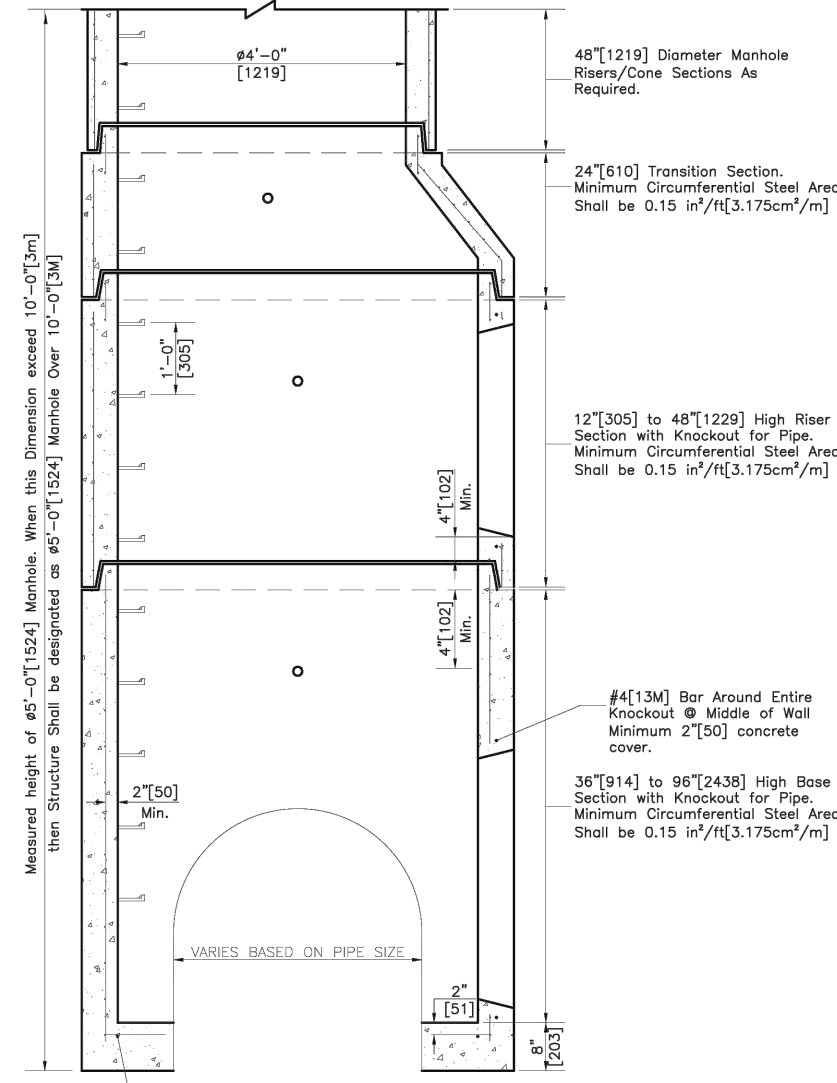 ø4'-0"
[1219]
48"[1219] Diameter Manhole
Risers/Cone Sections As
Required.
24"[610] Transition Section.
Minimum Circumferential Steel Area
Shall be 0.15 in²/ft[3.175cm²/m]
Measured height of ø5'-0"[1524] Manhole. When this Dimension exceed 10'-0"[3m]
then Structure Shall be designated as ø5'-0"[1524] Manhole Over 10'-0"[3M]
1'-0"
[305]
12"[305] to 48"[1229] High Riser
Section with Knockout for Pipe.
Minimum Circumferential Steel Area
Shall be 0.15 in²/ft[3.175cm²/m]
4"[102]
Min.
4"[102]
Min.
#4[13M] Bar Around Entire
Knockout @ Middle of Wall
Minimum 2"[50] concrete
cover.
2"[50]
Min.
36"[914] to 96"[2438] High Base
Section with Knockout for Pipe.
Minimum Circumferential Steel Area
Shall be 0.15 in²/ft[3.175cm²/m]
VARIES BASED ON PIPE SIZE
2"
[51]
8"
[203]